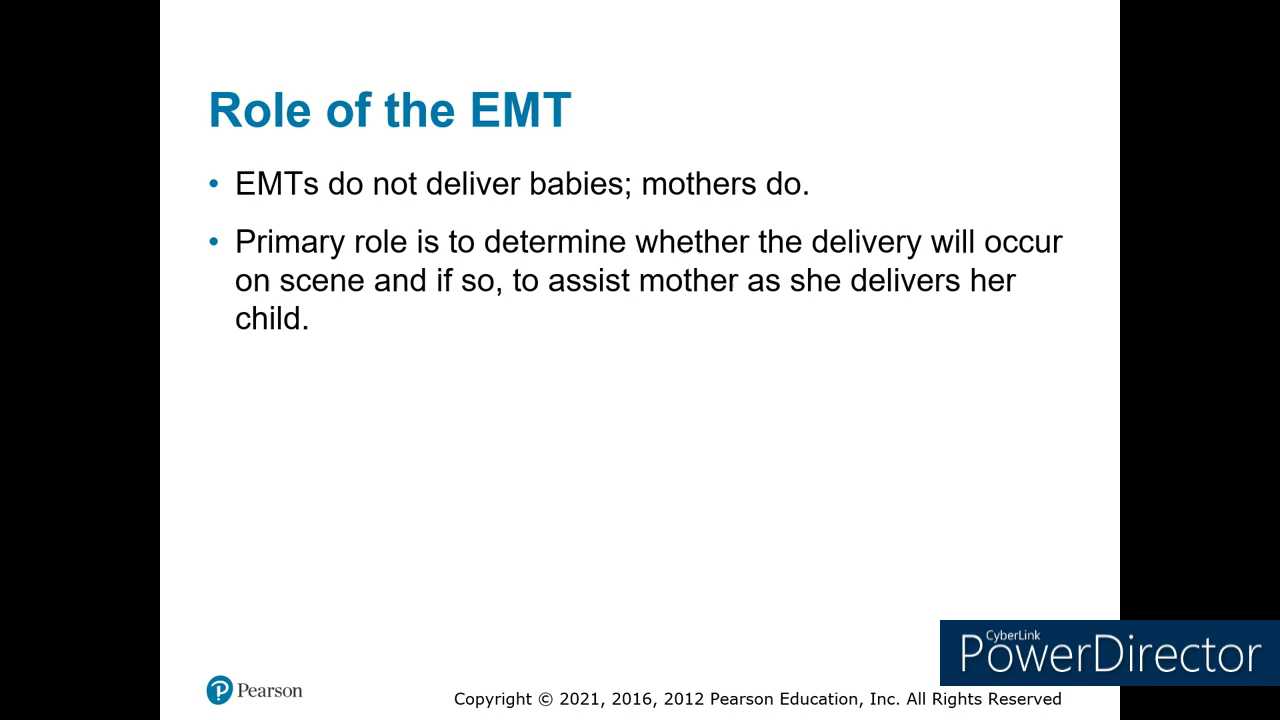 Role of the EMT
• EMTs do not deliver babies; mothers do.
• Primary role is to determine whether the delivery will occur
on scene and if so, to assist mother as she delivers her
child.
CyberLink
PowerDirector
Pearson
Copyright © 2021, 2016, 2012 Pearson Education, Inc. All Rights Reserved